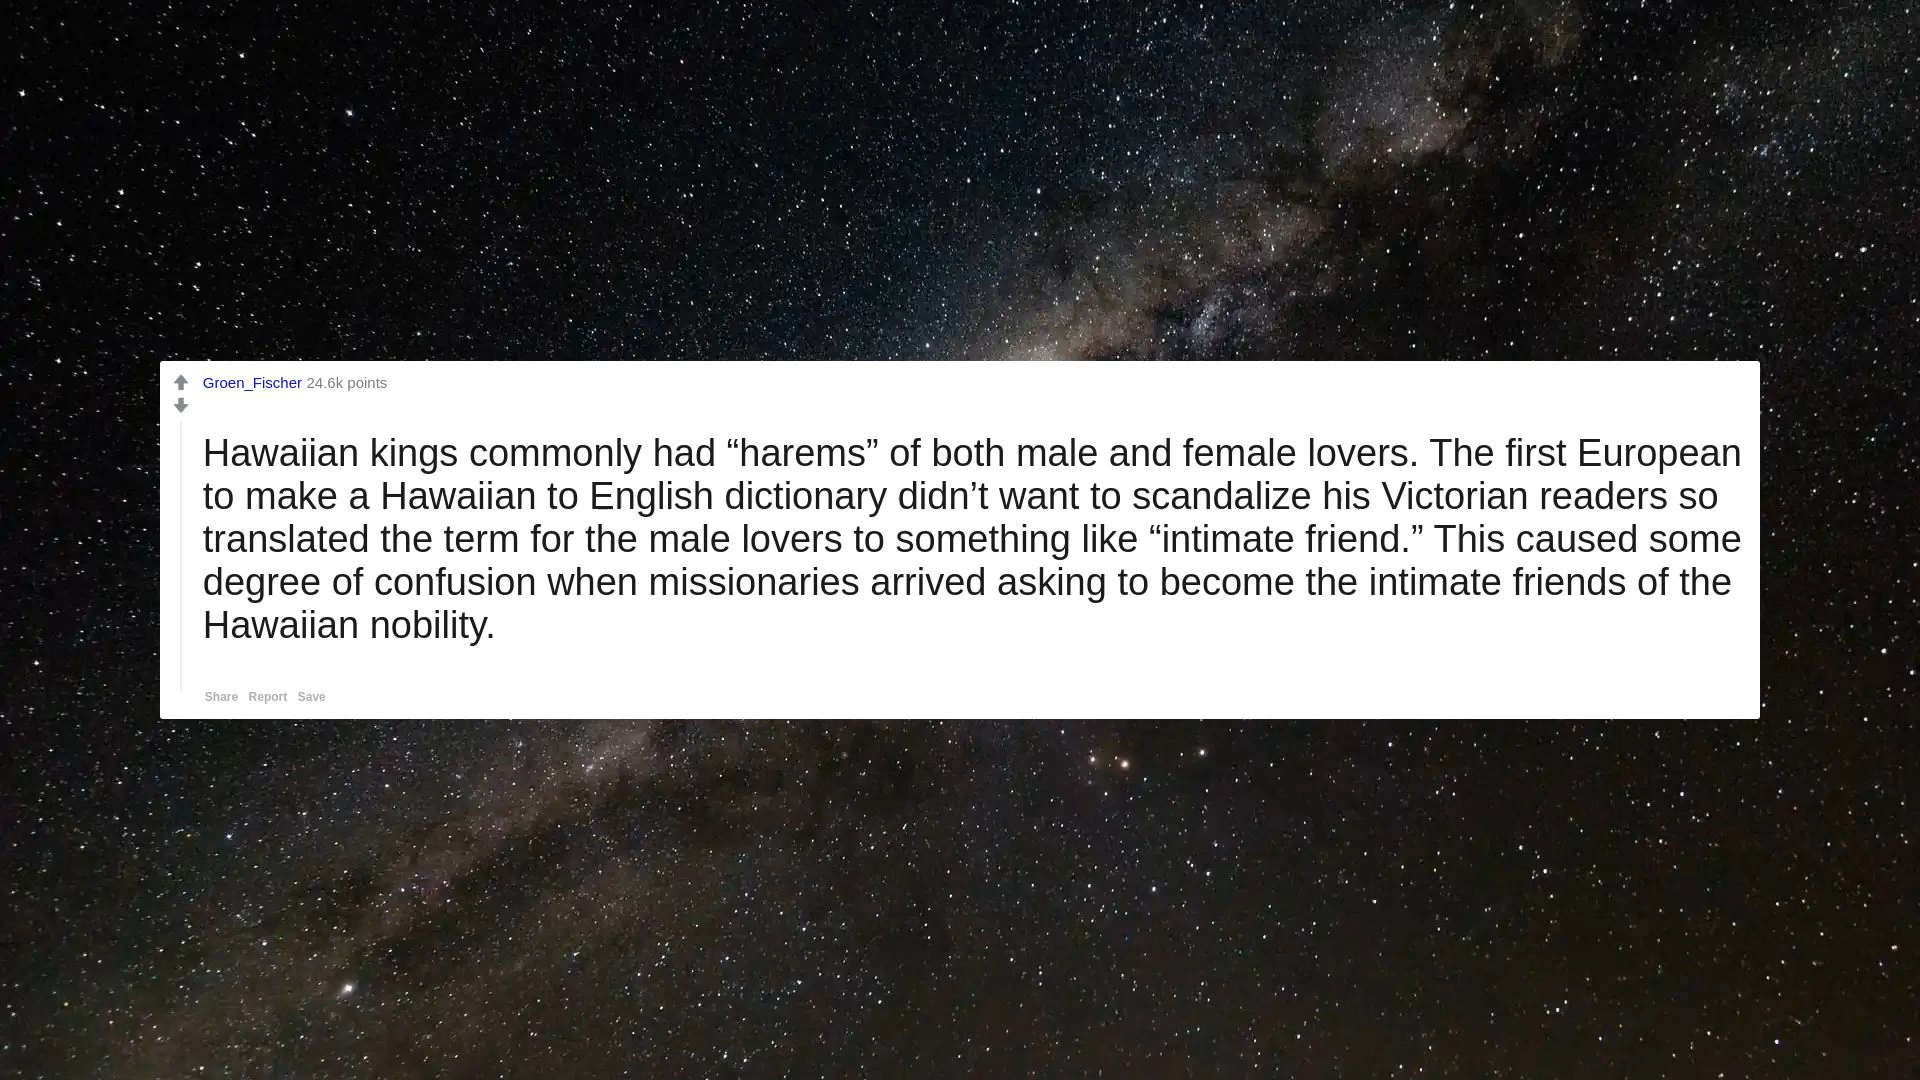 Groen_Fischer 24.6k points
Hawaiian kings commonly had “harems” of both male and female lovers. The first European
to make a Hawaiian to English dictionary didn’t want to scandalize his Victorian readers so
translated the term for the male lovers to something like “intimate friend.” This caused some
degree of confusion when missionaries arrived asking to become the intimate friends of the
Hawaiian nobility.
Share Report Save